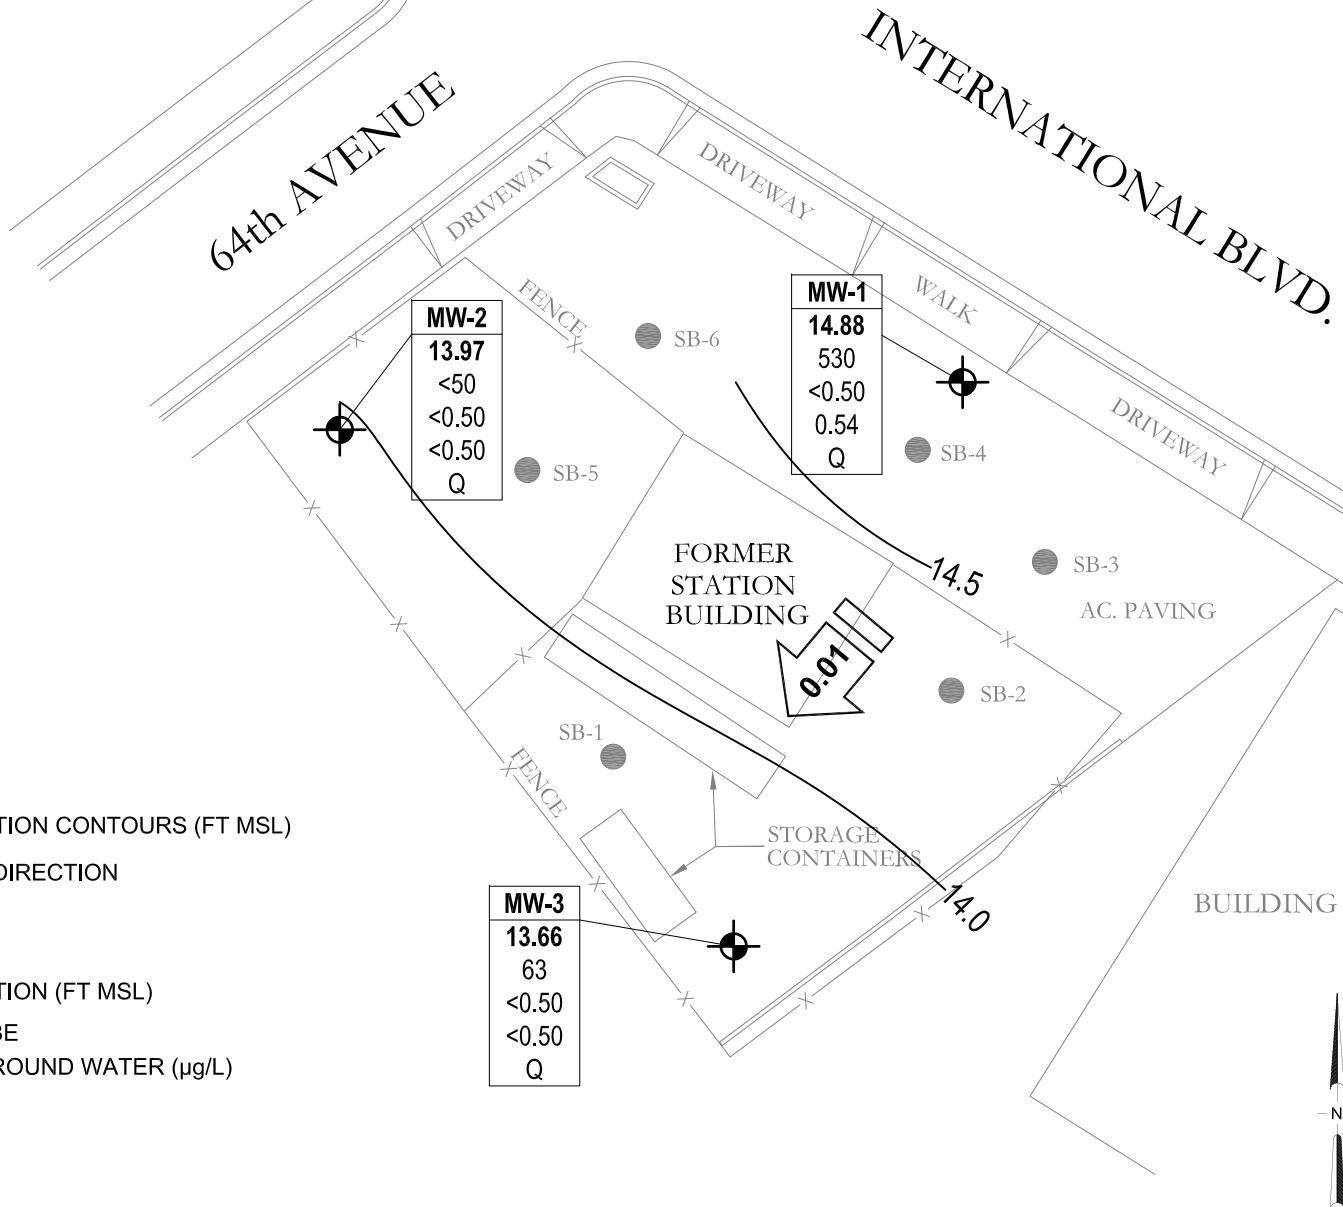 INTERNATIONAL BLVD.
64th AVENUE
DRIVEWAY
DRIVEWAY
WALK
DRIVEWAY
FENCE
MW-2
13.97
<50
<0.50
<0.50
Q
MW-1
14.88
530
<0.50
0.54
Q
SB-6
SB-5
SB-4
SB-3
AC. PAVING
FORMER
STATION
BUILDING
14.5
0.01
SB-2
SB-1
FENCE
STORAGE
CONTAINERS
14.0
BUILDING
MW-3
13.66
63
<0.50
<0.50
Q
TION CONTOURS (FT MSL)
DIRECTION
TION (FT MSL)
BE
ROUND WATER (µg/L)
N